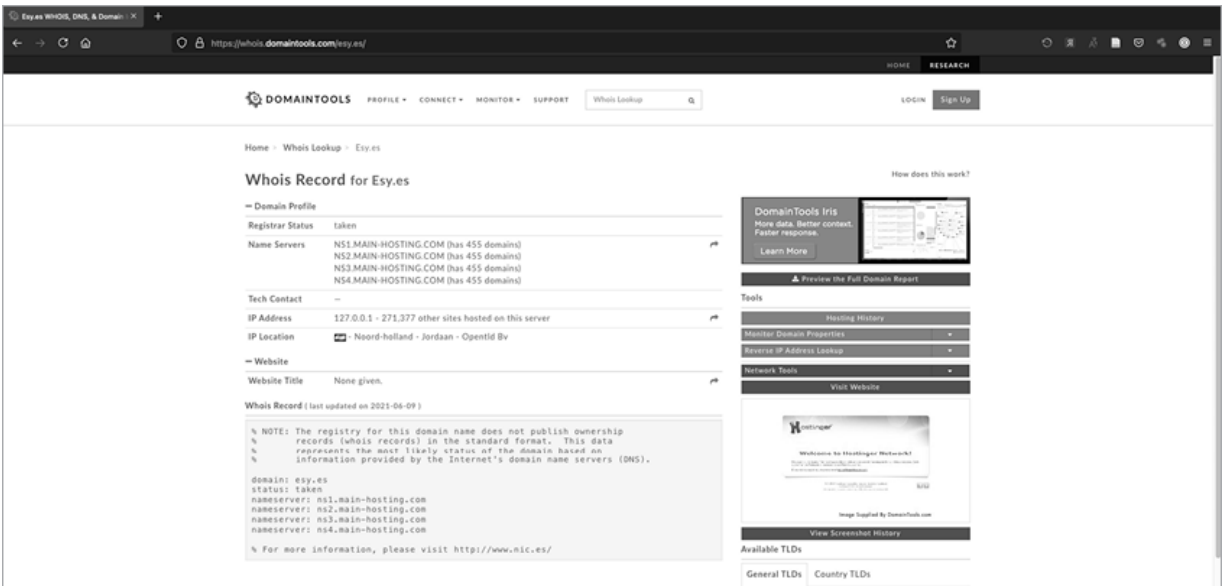 Esy.es WHOIS, DNS, & Domain
https://whois.domaintools.com/esy.es/
HOME RESEARCH
DOMAINTOOLS PROFILE CONNECT MONITOR SUPPORT Whois Lookup LOGIN Sign Up
Home > Whois Lookup > Esy.es
How does this work?
Whois Record for Esy.es
– Domain Profile
Registrar Status taken
Name Servers NS1.MAIN-HOSTING.COM (has 455 domains)
NS2.MAIN-HOSTING.COM (has 455 domains)
NS3.MAIN-HOSTING.COM (has 455 domains)
NS4.MAIN-HOSTING.COM (has 455 domains)
Tech Contact —
IP Address 127.0.0.1 - 271,377 other sites hosted on this server
IP Location - Noord-holland - Jordaan - Opentld Bv
– Website
Website Title None given.
Whois Record ( last updated on 2021-06-09 )
% NOTE: The registry for this domain name does not publish ownership
% records (whois records) in the standard format. This data
% represents the most likely status of the domain based on
% information provided by the Internet's domain name servers (DNS).
domain: esy.es
status: taken
nameserver: ns1.main-hosting.com
nameserver: ns2.main-hosting.com
nameserver: ns3.main-hosting.com
nameserver: ns4.main-hosting.com
% For more information, please visit http://www.nic.es/
DomainTools Iris
More data. Better context.
Faster response.
Learn More
Preview the Full Domain Report
Tools
Hosting History
Monitor Domain Properties
Reverse IP Address Lookup
Network Tools
Visit Website
Hostinger
Welcome to Hostinger Network!
Image Supplied By DomainTools.com
View Screenshot History
Available TLDs
General TLDs Country TLDs